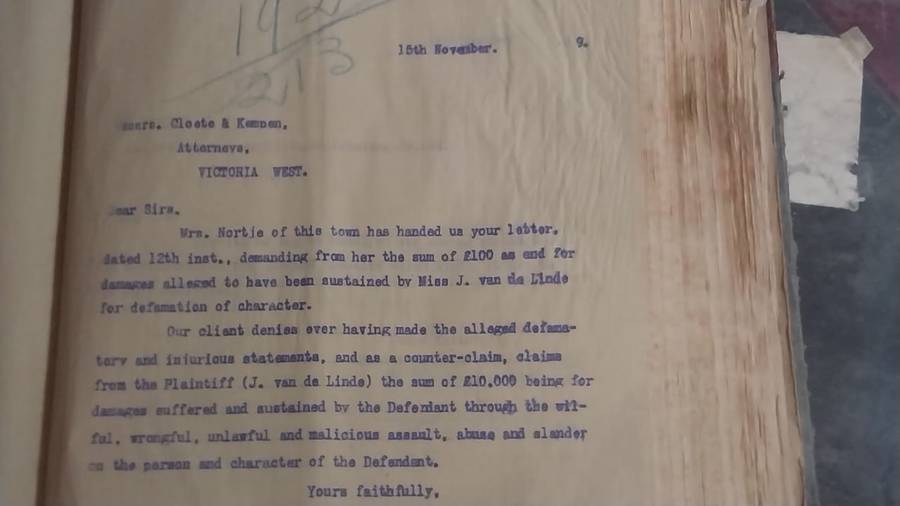 213
15th November. 9.
Messrs. Cloete & Kempen,
Attorneys,
VICTORIA WEST.
Dear Sirs,
Mrs. Nortje of this town has handed us your letter,
dated 12th inst., demanding from her the sum of £100 as and for
damages alleged to have been sustained by Miss J. van de Linde
for defamation of character.
Our client denies ever having made the alleged defama-
tory and injurious statements, and as a counter-claim, claims
from the Plaintiff (J. van de Linde) the sum of £10,000 being for
damages suffered and sustained by the Defendant through the wil-
ful, wrongful, unlawful and malicious assault, abuse and slander
on the person and character of the Defendant.
Yours faithfully,